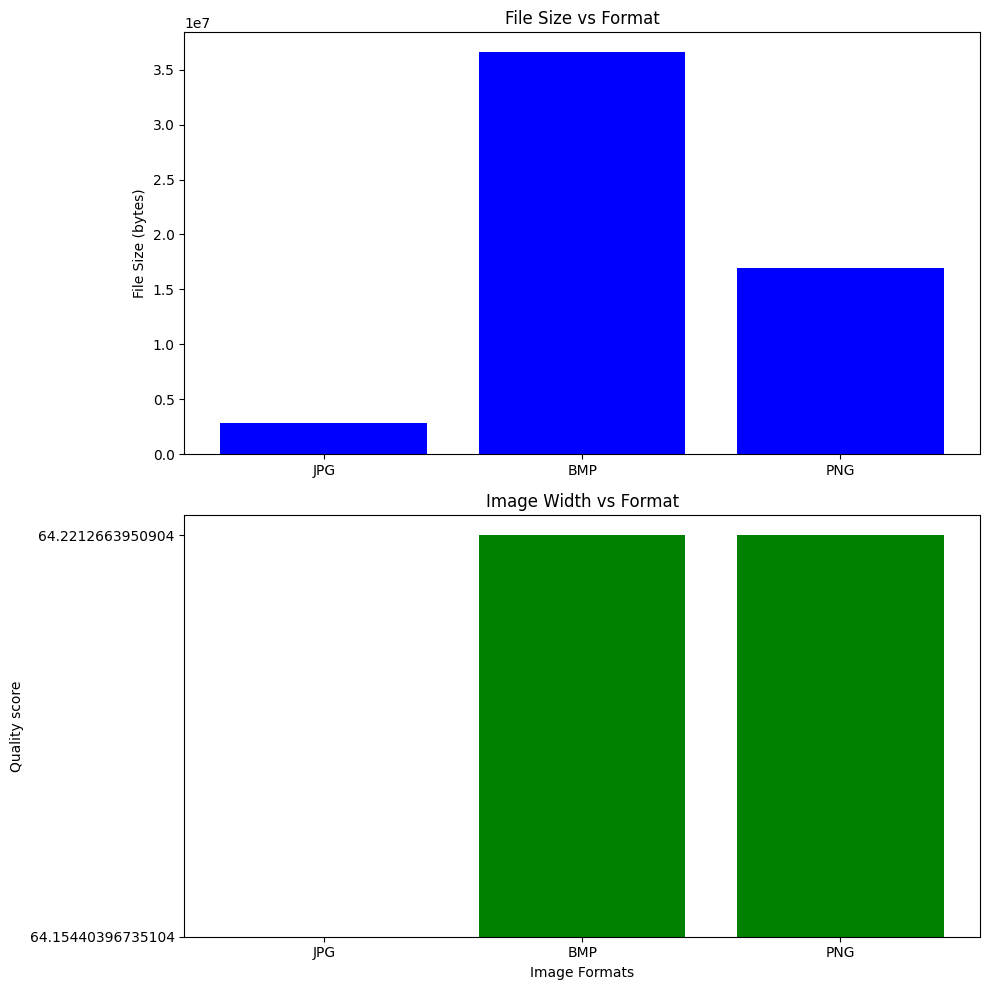 File Size vs Format
1e7
3.5
3.0
2.5
2.0
1.5
1.0
0.5
0.0
File Size (bytes)
JPG BMP PNG
Image Width vs Format
64.2212663950904
64.15440396735104
Quality score
JPG BMP PNG
Image Formats